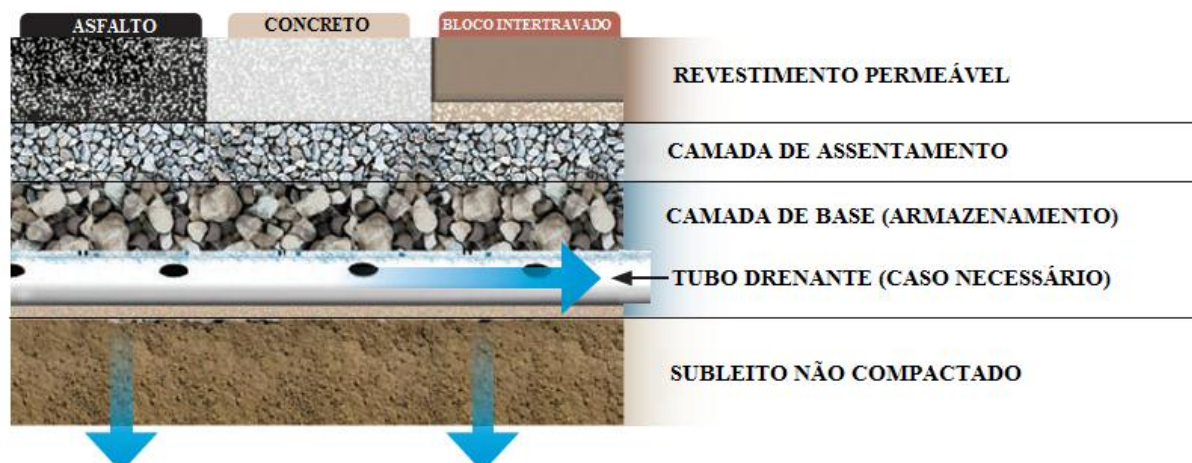 ASFALTO
CONCRETO
BLOCO INTERTRAVADO
REVESTIMENTO PERMEÁVEL
CAMADA DE ASSENTAMENTO
CAMADA DE BASE (ARMAZENAMENTO)
TUBO DRENANTE (CASO NECESSÁRIO)
SUBLEITO NÃO COMPACTADO